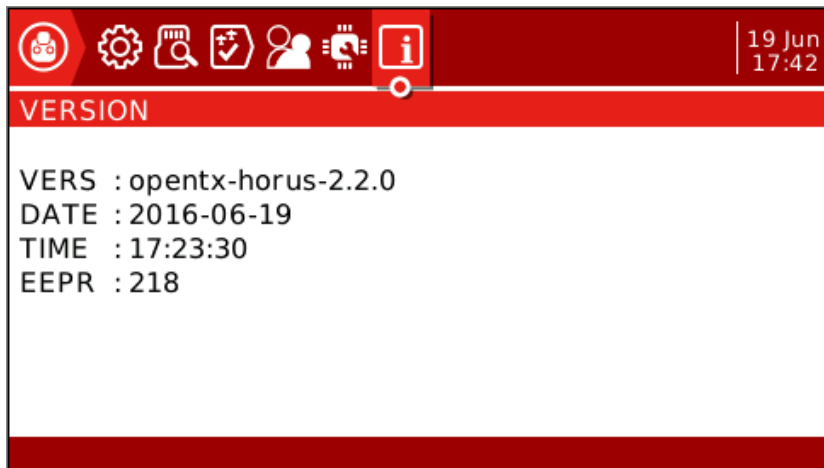 19 Jun
17:42
VERSION
VERS : opentx-horus-2.2.0
DATE : 2016-06-19
TIME : 17:23:30
EEPR : 218